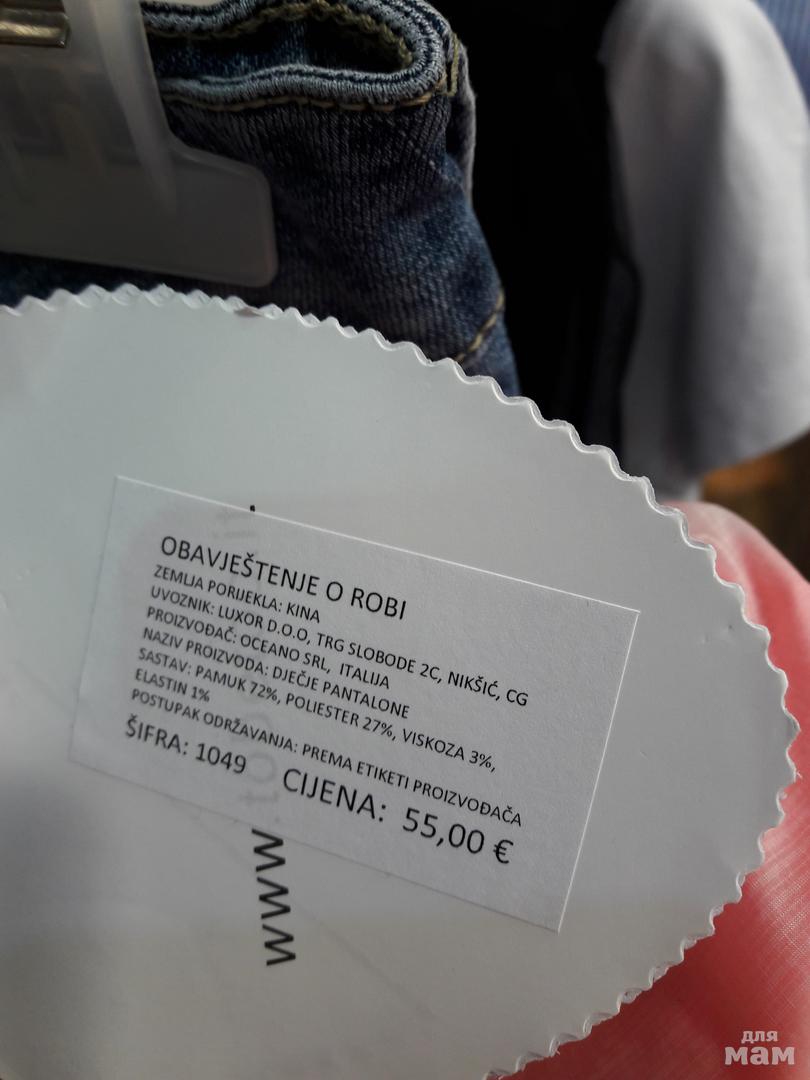 OBAVJEŠTENJE O ROBI
ZEMLJA PORIJEKLA: KINA
UVOZNIK: LUXOR D.O.O, TRG SLOBODE 2C, NIKŠIĆ, CG
PROIZVOĐAČ: OCEANO SRL, ITALIJA
NAZIV PROIZVODA: DJEČJE PANTALONE
SASTAV: PAMUK 72%, POLIESTER 27%, VISKOZA 3%,
ELASTIN 1%
POSTUPAK ODRŽAVANJA: PREMA ETIKETI PROIZVOĐAČA
ŠIFRA: 1049 CIJENA: 55,00 €
www
для
мам